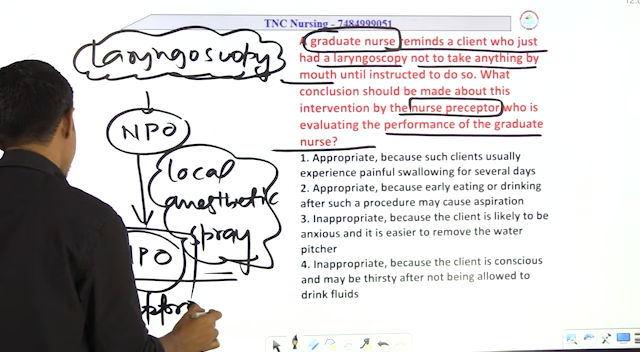 TNC Nursing - 7484999051
Laryngoscopy
NPO
local
anesthetic
spray
A graduate nurse reminds a client who just
had a laryngoscopy not to take anything by
mouth until instructed to do so. What
conclusion should be made about this
intervention by the nurse preceptor who is
evaluating the performance of the graduate
nurse?
1. Appropriate, because such clients usually
experience painful swallowing for several days
2. Appropriate, because early eating or drinking
after such a procedure may cause aspiration
3. Inappropriate, because the client is likely to be
anxious and it is easier to remove the water
pitcher
4. Inappropriate, because the client is conscious
and may be thirsty after not being allowed to
drink fluids